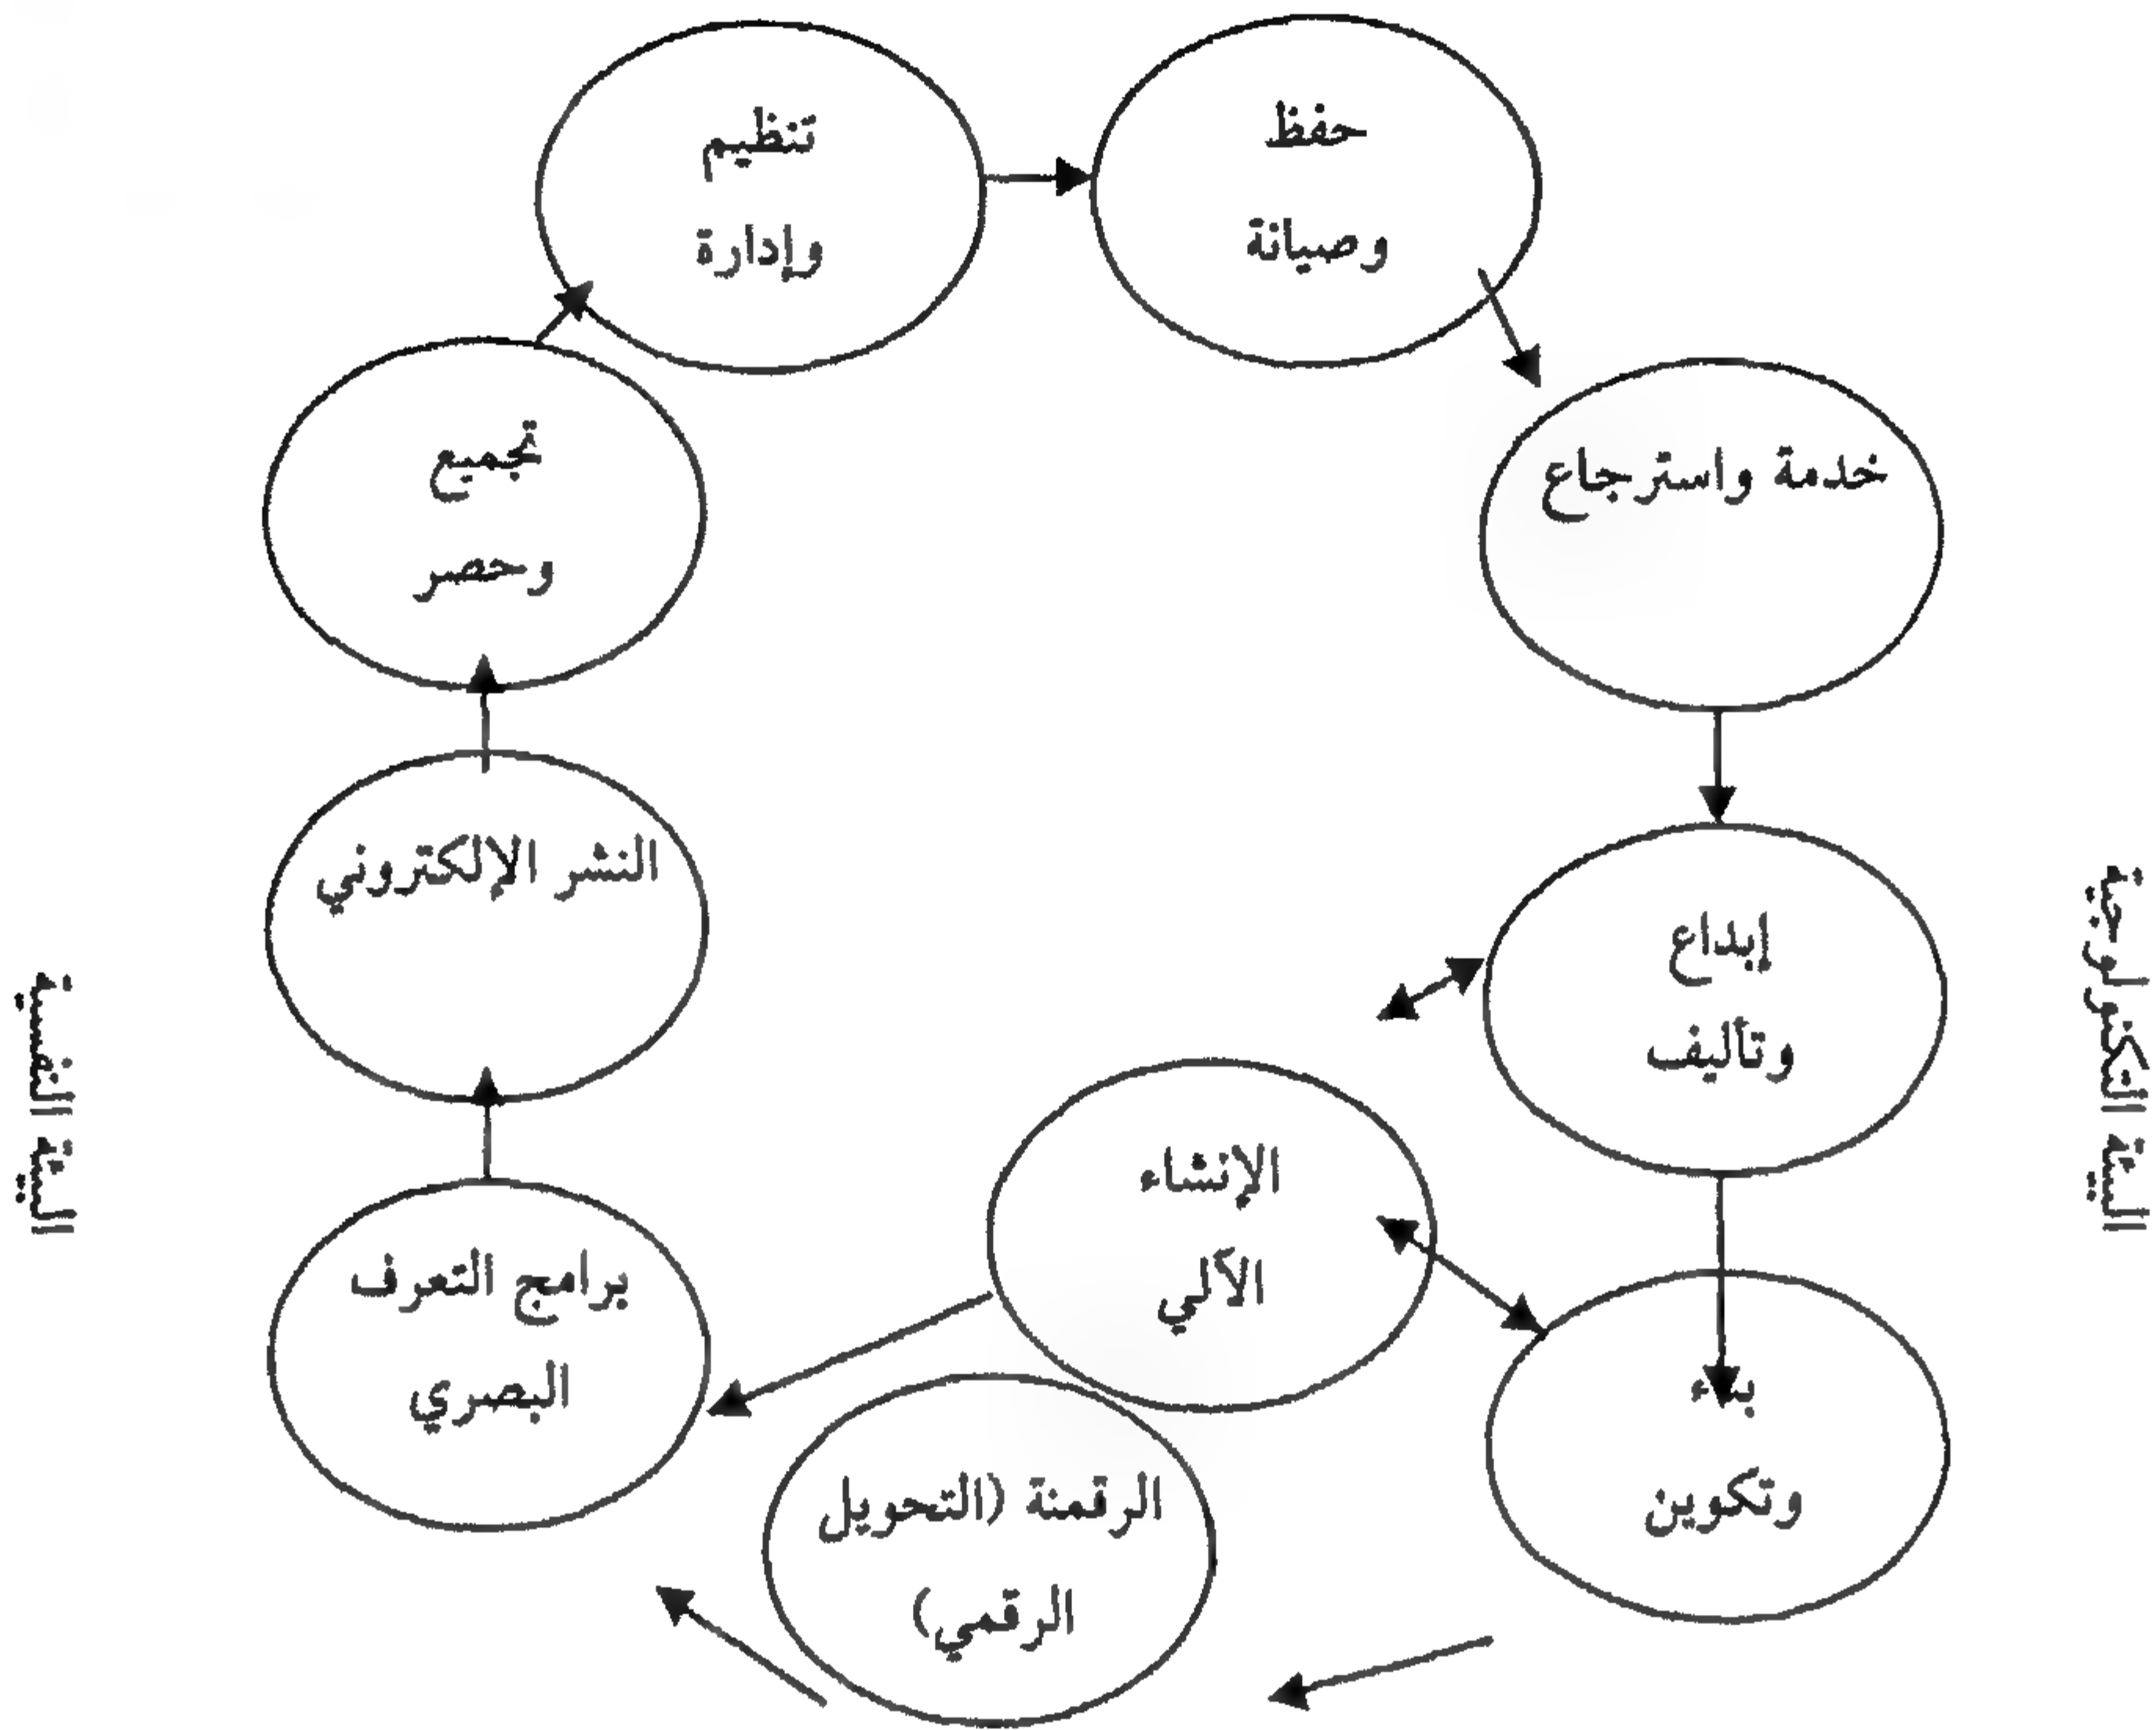 حفظ
وصيانة
تنظيم
وإدارة
خدمة واسترجاع
تجميع
وحصر
إبداع
وتأليف
النشر الإلكتروني
الإنشاء
الآلي
بناء
وتكوين
برامج التعرف
البصري
الرقمنة (التحويل
الرقمي)
البيئة التكنولوجية
البيئة